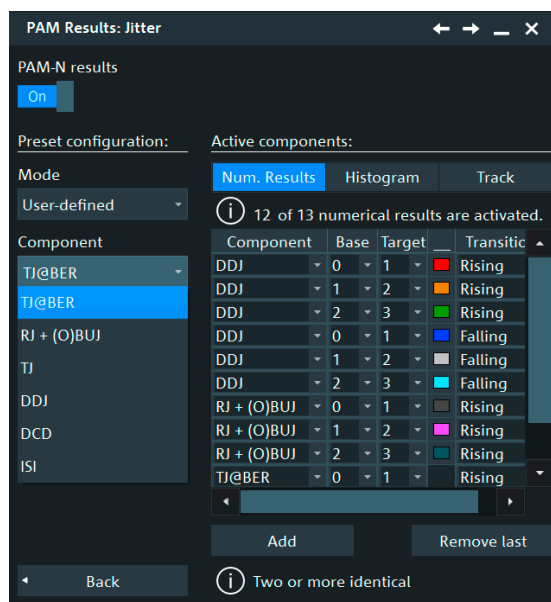 PAM Results: Jitter
PAM-N results
On
Preset configuration:
Mode
User-defined
Component
TJ@BER
TJ@BER
RJ + (O)BUJ
TJ
DDJ
DCD
ISI
Back
Active components:
Num. Results Histogram Track
12 of 13 numerical results are activated.
Component Base Target __ Transitic
DDJ 0 1 Rising
DDJ 1 2 Rising
DDJ 2 3 Rising
DDJ 0 1 Falling
DDJ 1 2 Falling
DDJ 2 3 Falling
RJ + (O)BUJ 0 1 Rising
RJ + (O)BUJ 1 2 Rising
RJ + (O)BUJ 2 3 Rising
TJ@BER 0 1 Rising
Add Remove last
Two or more identical